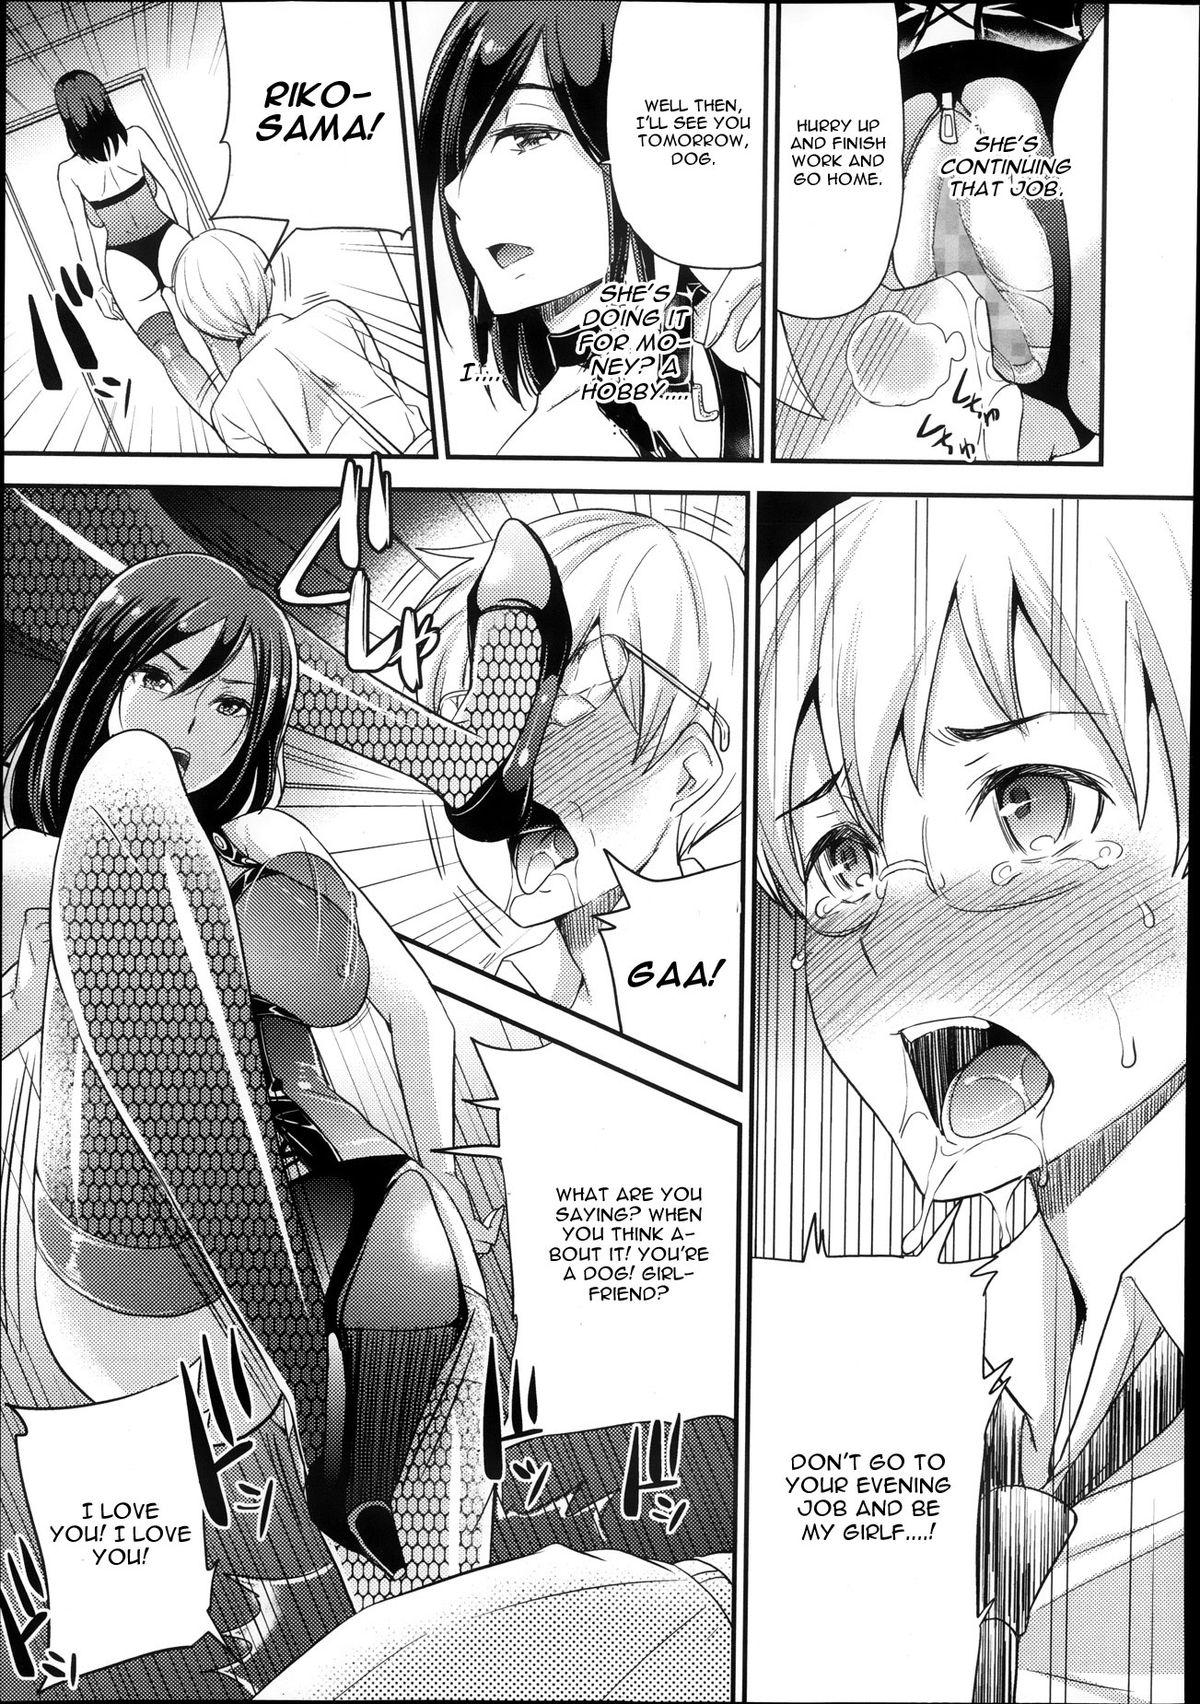 SHE'S
CONTINUING
THAT JOB.
HURRY UP
AND FINISH
WORK AND
GO HOME.
WELL THEN,
I'LL SEE YOU
TOMORROW,
DOG.
SHE'S
DOING IT
FOR MO-
NEY? A
HOBBY.....
I.....
RIKO-
SAMA!
DON'T GO TO
YOUR EVENING
JOB AND BE
MY GIRLF....!
GAA!
WHAT ARE YOU
SAYING? WHEN
YOU THINK A-
BOUT IT! YOU'RE
A DOG! GIRL-
FRIEND?
I LOVE
YOU! I LOVE
YOU!